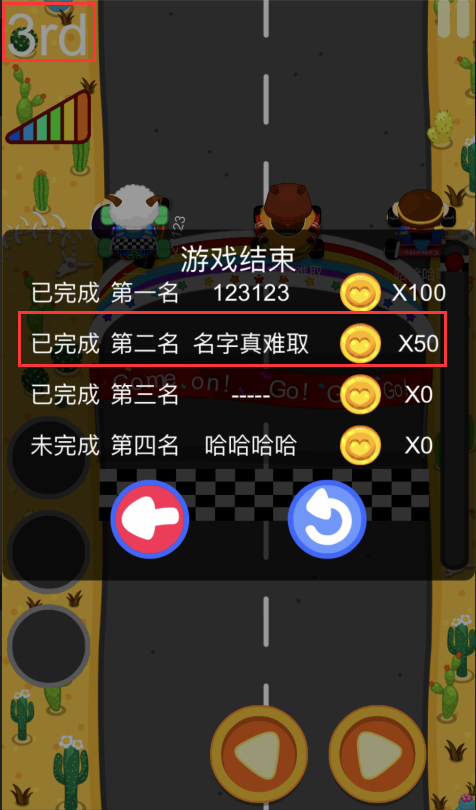 3rd
123
游戏结束
已完成 第一名 123123 X100
已完成 第二名 名字真难取 X50
Come on! Go! Go!
已完成 第三名 ----- X0
未完成 第四名 哈哈哈哈 X0